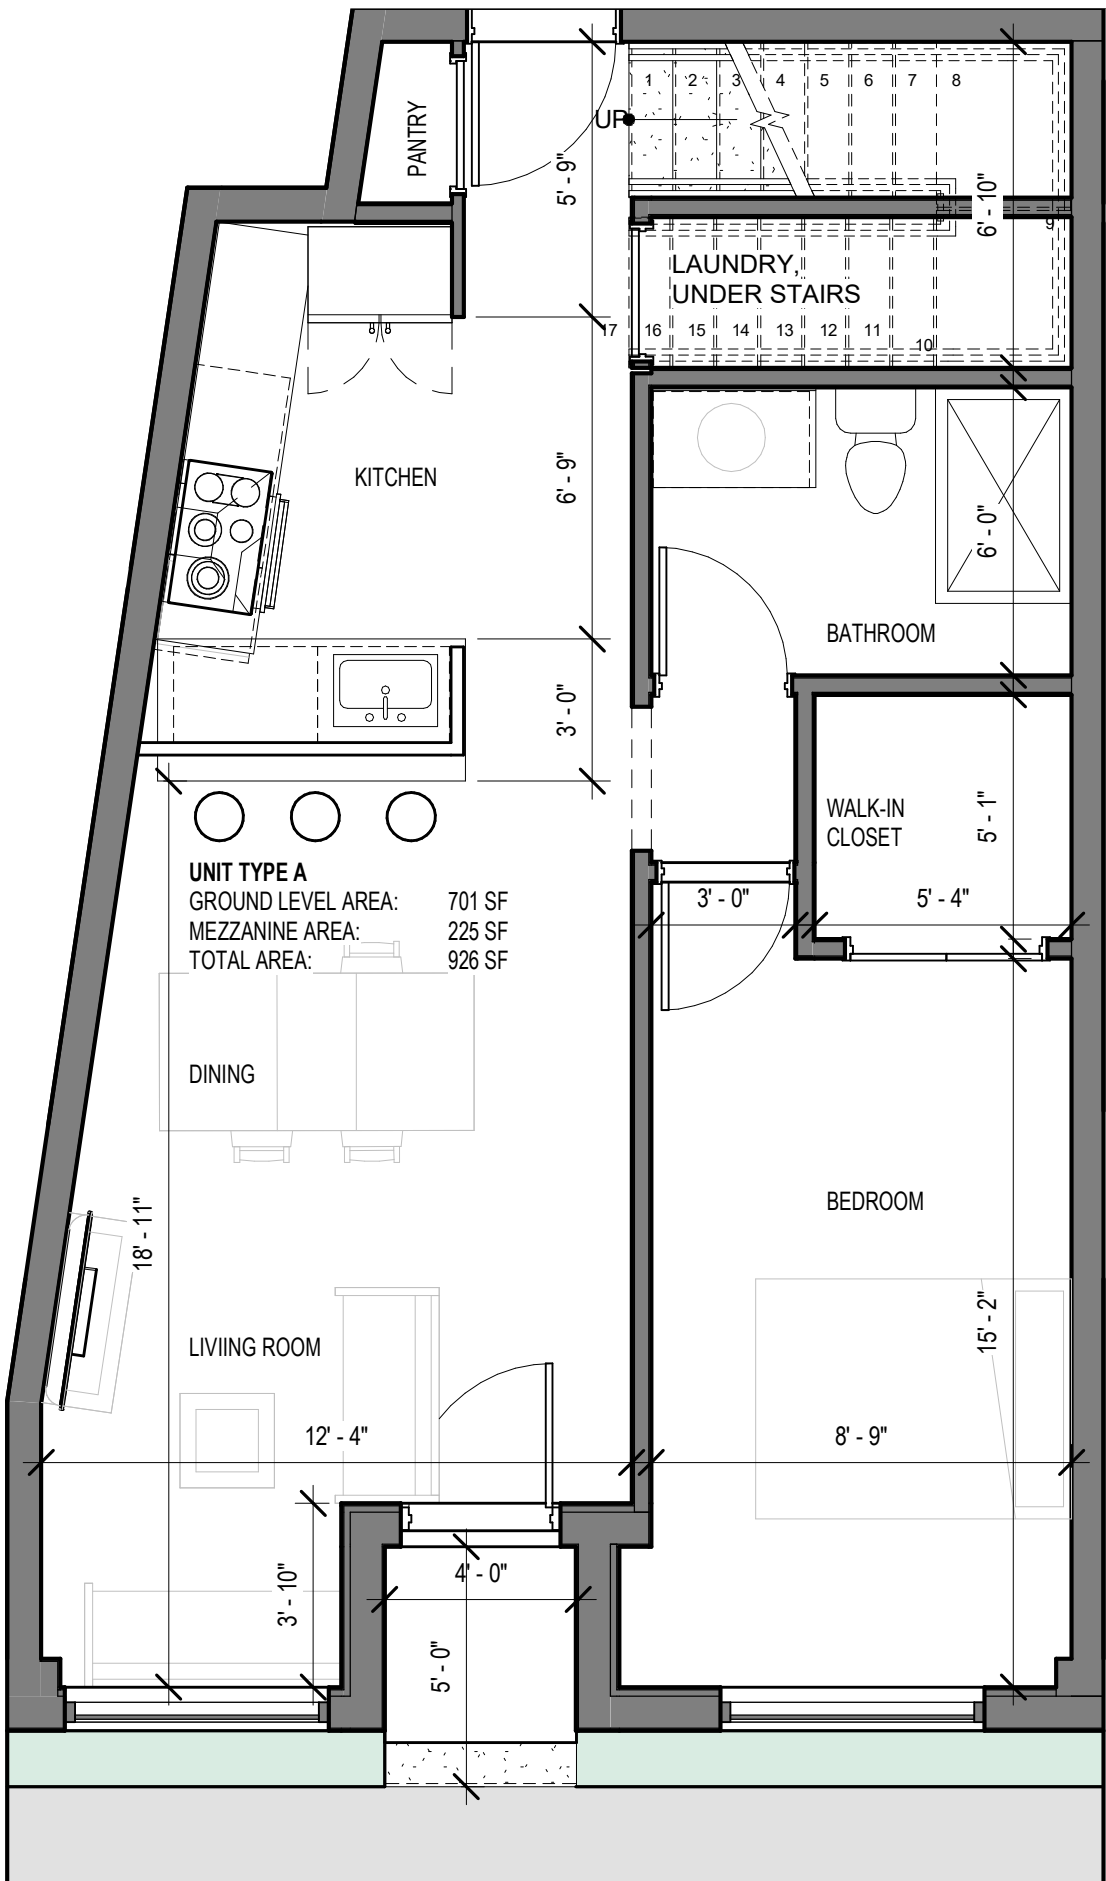 1 2 3 4 5 6 7 8
UP
PANTRY
5' - 9"
6' - 10"
9
LAUNDRY,
UNDER STAIRS
17 16 15 14 13 12 11 10
KITCHEN
6' - 9"
6' - 0"
BATHROOM
3' - 0"
WALK-IN
CLOSET
5' - 1"
UNIT TYPE A
GROUND LEVEL AREA: 701 SF
MEZZANINE AREA: 225 SF
TOTAL AREA: 926 SF
3' - 0"
5' - 4"
DINING
18' - 11"
BEDROOM
LIVIING ROOM
15' - 2"
12' - 4"
8' - 9"
4' - 0"
3' - 10"
5' - 0"